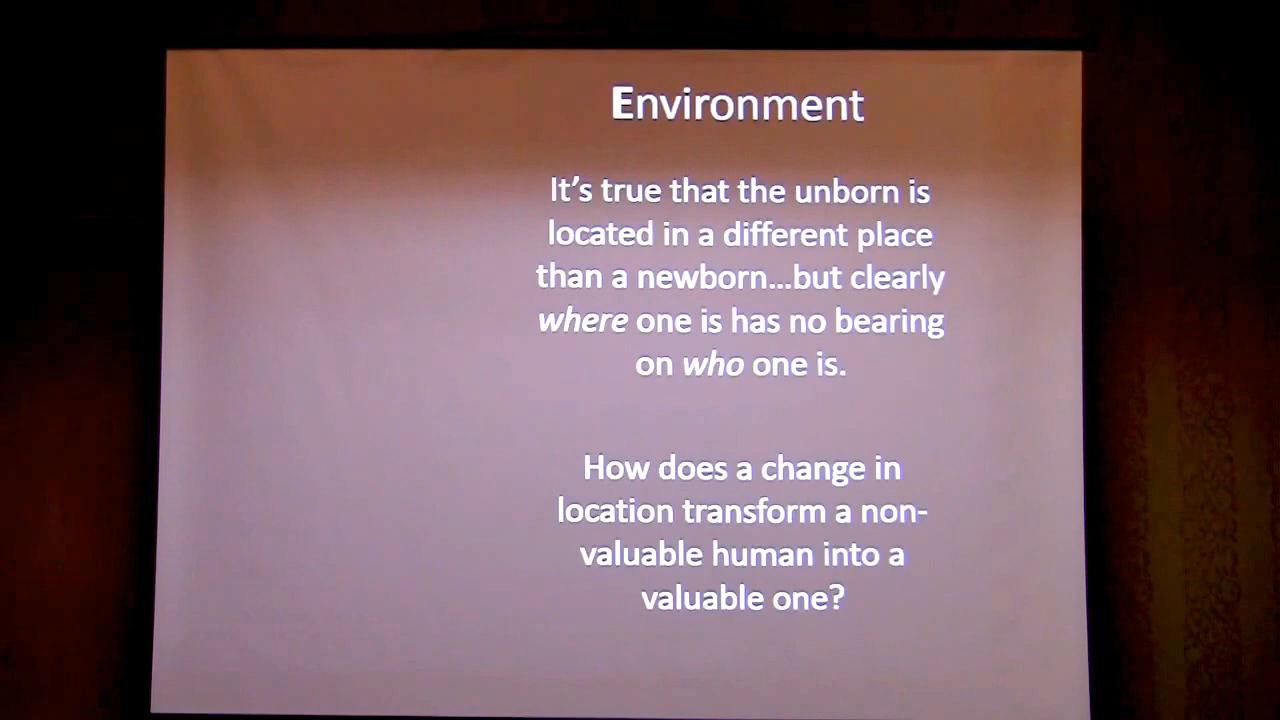 Environment
It's true that the unborn is
located in a different place
than a newborn...but clearly
where one is has no bearing
on who one is.
How does a change in
location transform a non-
valuable human into a
valuable one?